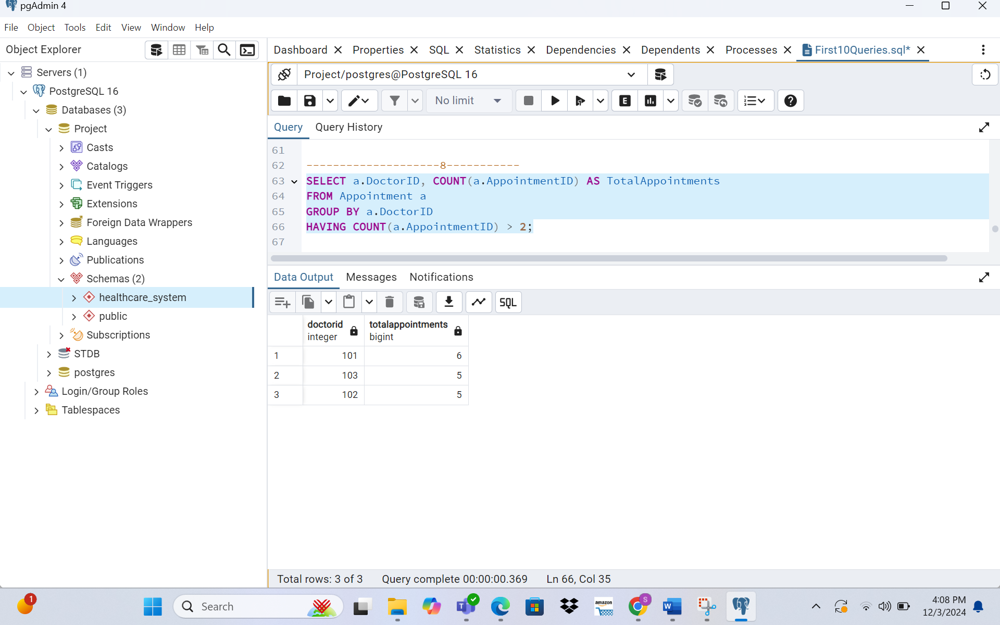 pgAdmin 4
File Object Tools Edit View Window Help
Object Explorer
Servers (1)
PostgreSQL 16
Databases (3)
Project
Casts
Catalogs
Event Triggers
Extensions
Foreign Data Wrappers
Languages
Publications
Schemas (2)
healthcare_system
public
Subscriptions
STDB
postgres
Login/Group Roles
Tablespaces
Dashboard Properties SQL Statistics Dependencies Dependents Processes First10Queries.sql*
Project/postgres@PostgreSQL 16
No limit
E
Query Query History
61
62 --------------------8-----------
63 SELECT a.DoctorID, COUNT(a.AppointmentID) AS TotalAppointments
64 FROM Appointment a
65 GROUP BY a.DoctorID
66 HAVING COUNT(a.AppointmentID) > 2;
67
Data Output Messages Notifications
SQL
doctorid totalappointments
integer bigint
1 101 6
2 103 5
3 102 5
Total rows: 3 of 3 Query complete 00:00:00.369 Ln 66, Col 35
1
Search
T
amazon
S
W
4:08 PM
12/3/2024